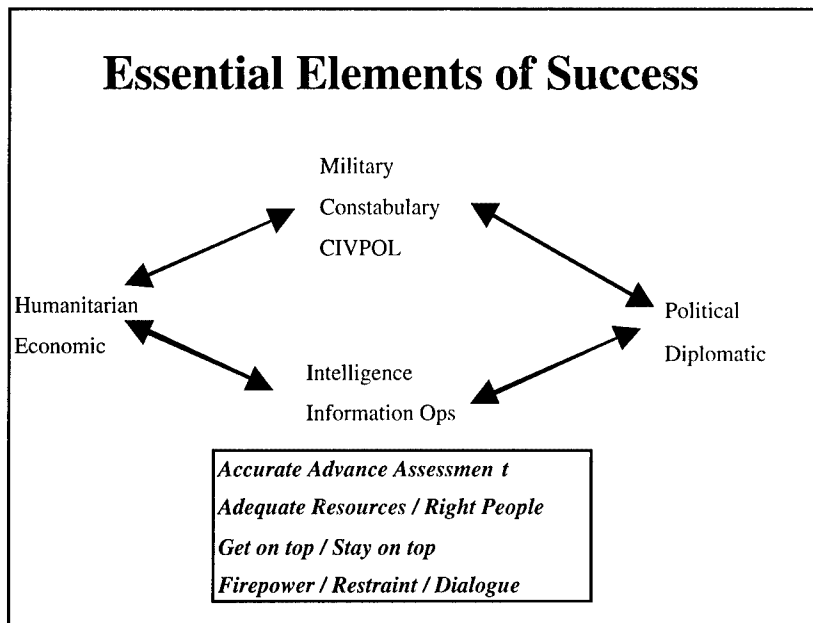 Essential Elements of Success
Military
Constabulary
CIVPOL
Humanitarian
Economic
Political
Diplomatic
Intelligence
Information Ops
Accurate Advance Assessmen t
Adequate Resources / Right People
Get on top / Stay on top
Firepower / Restraint / Dialogue